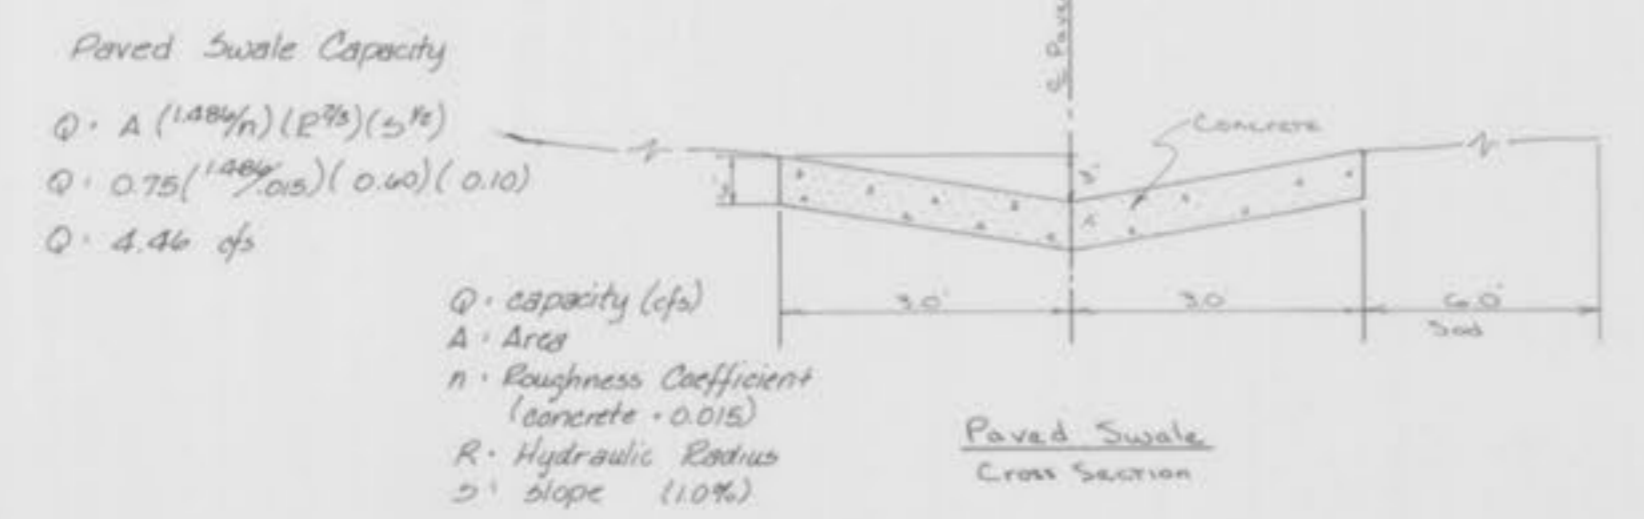 Paved Swale Capacity
Q = A (1.486/n) (R^2/3) (S^1/2)
Q = 0.75 (1.486/.015) (0.60) (0.10)
Q = 4.46 cfs
Q = capacity (cfs)
A = Area
n = Roughness Coefficient
(concrete = 0.015)
R = Hydraulic Radius
S = slope (1.0%)
℄ Pave
Concrete
3"
3.0'
3.0
6.0'
Sod
Paved Swale
Cross Section